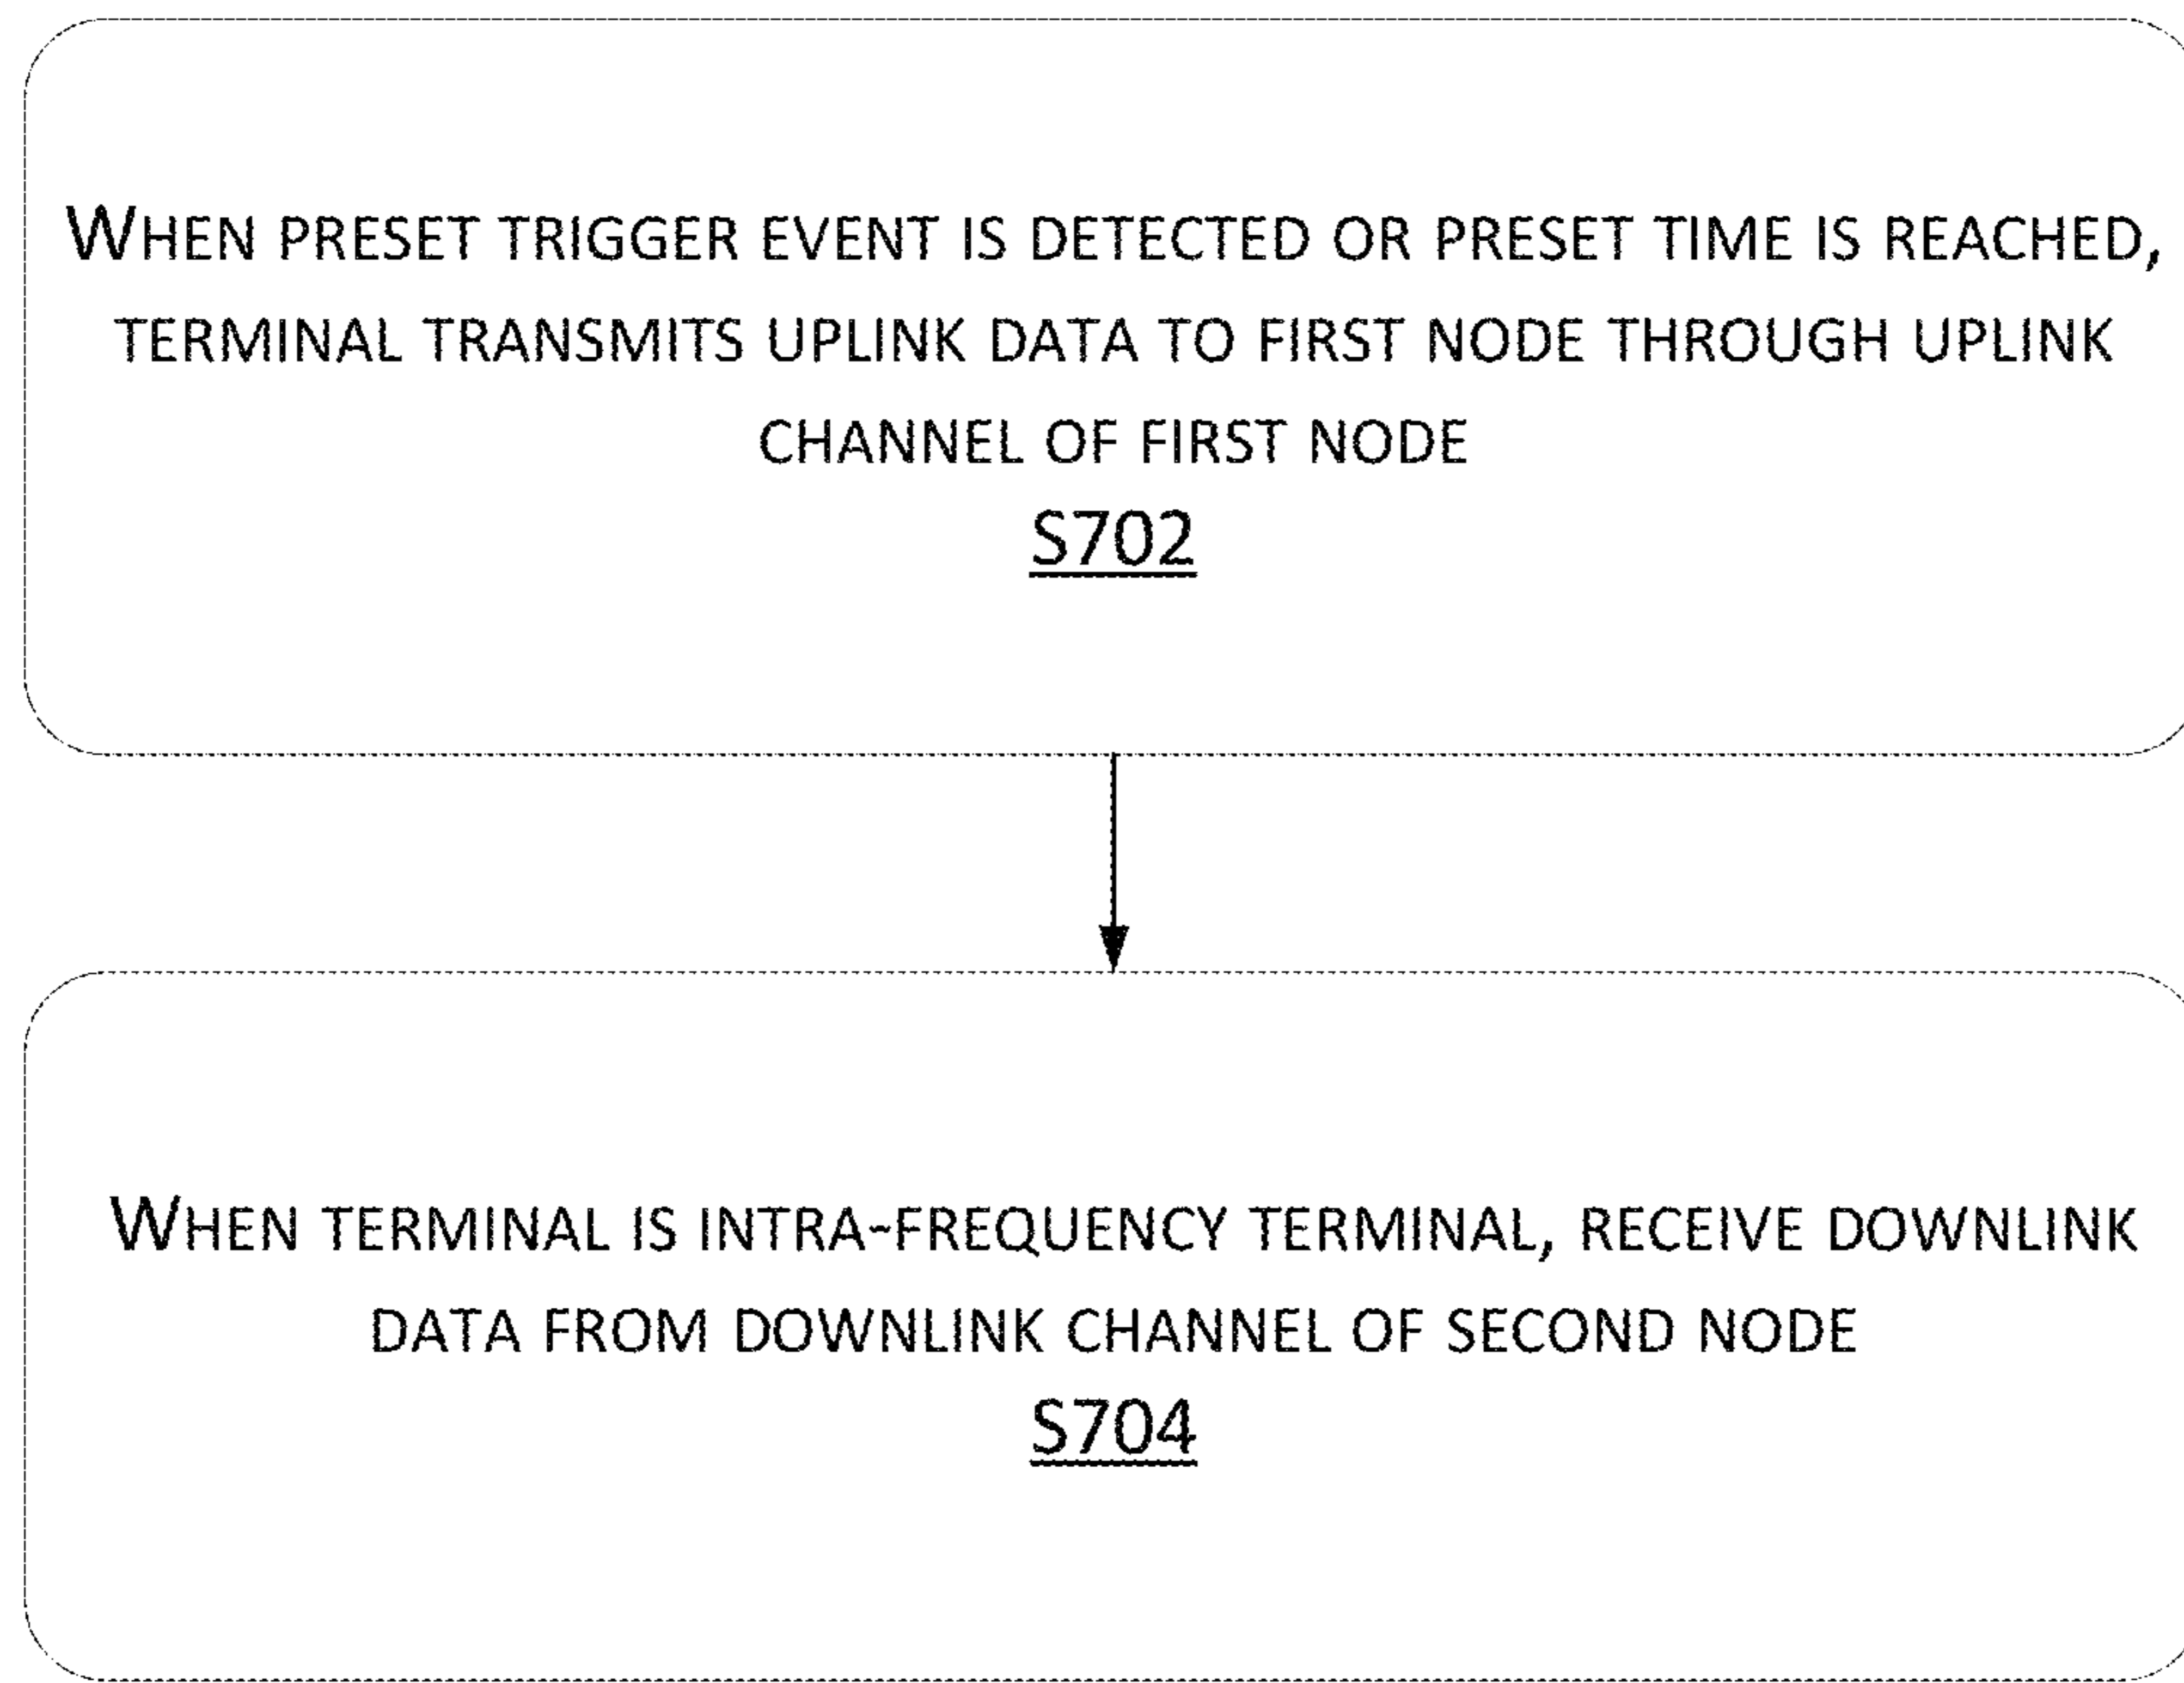 WHEN PRESET TRIGGER EVENT IS DETECTED OR PRESET TIME IS REACHED,
TERMINAL TRANSMITS UPLINK DATA TO FIRST NODE THROUGH UPLINK
CHANNEL OF FIRST NODE
S702
WHEN TERMINAL IS INTRA-FREQUENCY TERMINAL, RECEIVE DOWNLINK
DATA FROM DOWNLINK CHANNEL OF SECOND NODE
S704